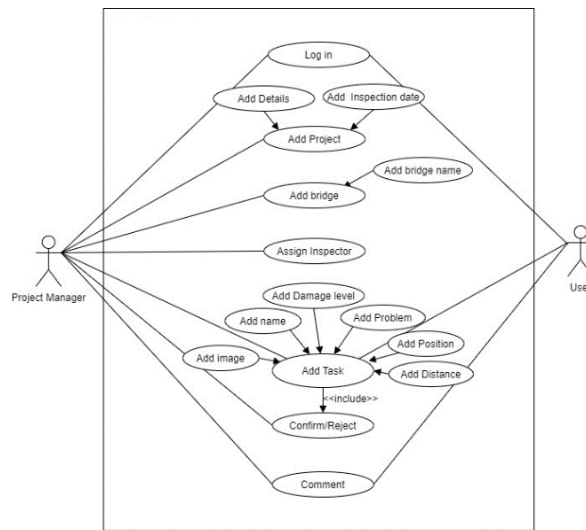 Log in
Add Details
Add Inspection date
Add Project
Add bridge name
Add bridge
Assign Inspector
Project Manager
Use
Add Damage level
Add name
Add Problem
Add Position
Add image
Add Task
Add Distance
<<include>>
Confirm/Reject
Comment